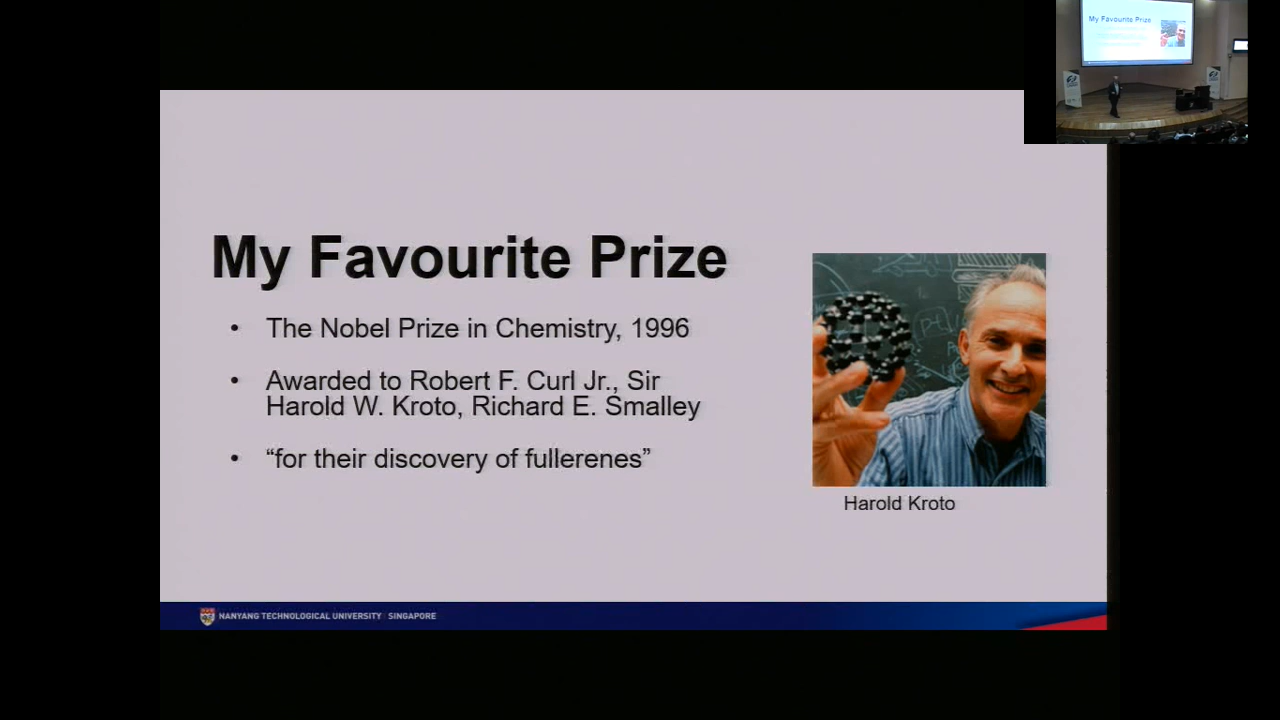 My Favourite Prize
My Favourite Prize
• The Nobel Prize in Chemistry, 1996
• Awarded to Robert F. Curl Jr., Sir
Harold W. Kroto, Richard E. Smalley
• “for their discovery of fullerenes”
Harold Kroto
NANYANG TECHNOLOGICAL UNIVERSITY SINGAPORE